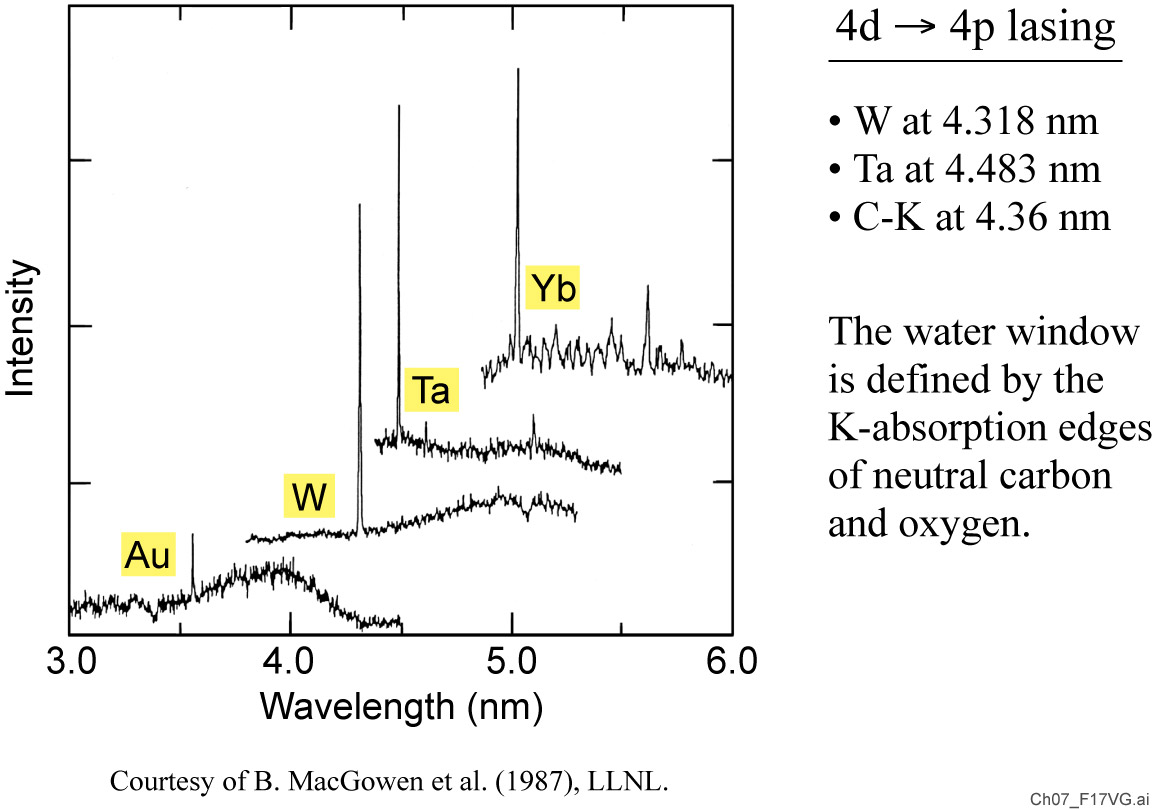 4d → 4p lasing
• W at 4.318 nm
• Ta at 4.483 nm
• C-K at 4.36 nm
The water window
is defined by the
K-absorption edges
of neutral carbon
and oxygen.
Intensity
Yb
Ta
W
Au
3.0 4.0 5.0 6.0
Wavelength (nm)
Courtesy of B. MacGowen et al. (1987), LLNL.
Ch07_F17VG.ai